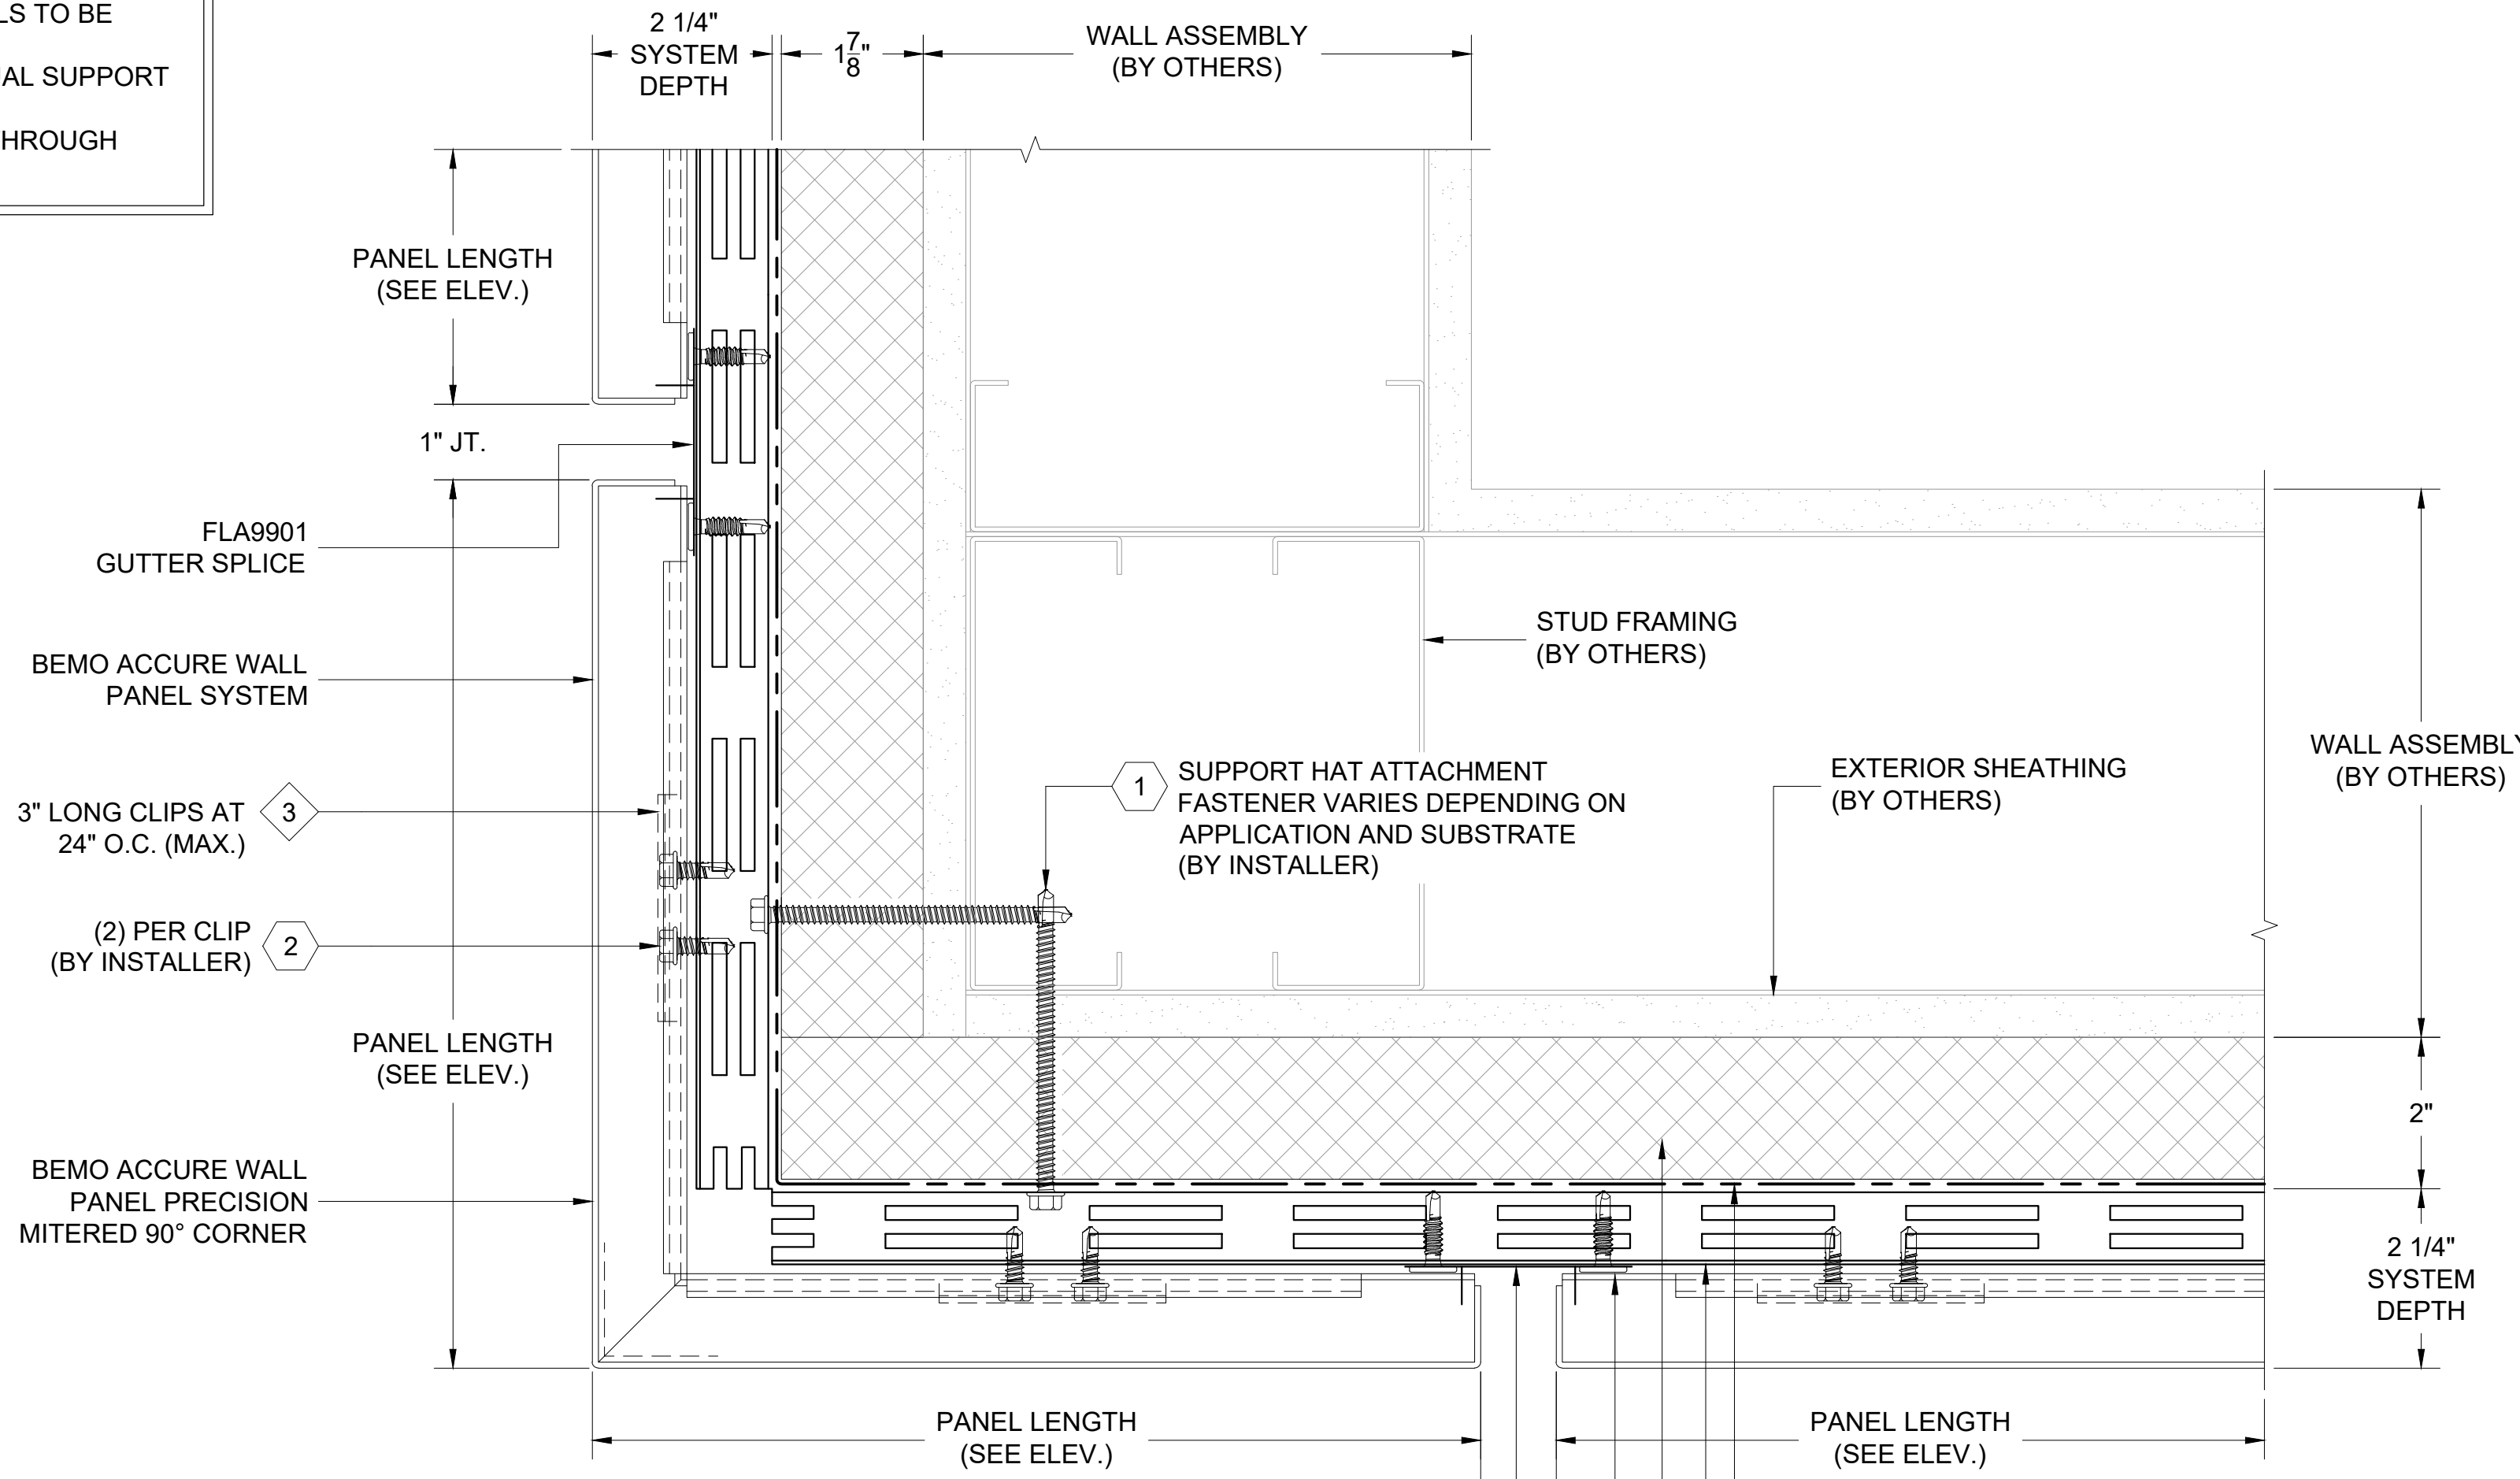 LS TO BE
AL SUPPORT
HROUGH
2 1/4"
SYSTEM
DEPTH
1 7/8"
WALL ASSEMBLY
(BY OTHERS)
PANEL LENGTH
(SEE ELEV.)
1" JT.
FLA9901
GUTTER SPLICE
BEMO ACCURE WALL
PANEL SYSTEM
3" LONG CLIPS AT
24" O.C. (MAX.)
3
(2) PER CLIP
(BY INSTALLER)
2
PANEL LENGTH
(SEE ELEV.)
BEMO ACCURE WALL
PANEL PRECISION
MITERED 90° CORNER
STUD FRAMING
(BY OTHERS)
1
SUPPORT HAT ATTACHMENT
FASTENER VARIES DEPENDING ON
APPLICATION AND SUBSTRATE
(BY INSTALLER)
EXTERIOR SHEATHING
(BY OTHERS)
WALL ASSEMBLY
(BY OTHERS)
2"
2 1/4"
SYSTEM
DEPTH
PANEL LENGTH
(SEE ELEV.)
PANEL LENGTH
(SEE ELEV.)